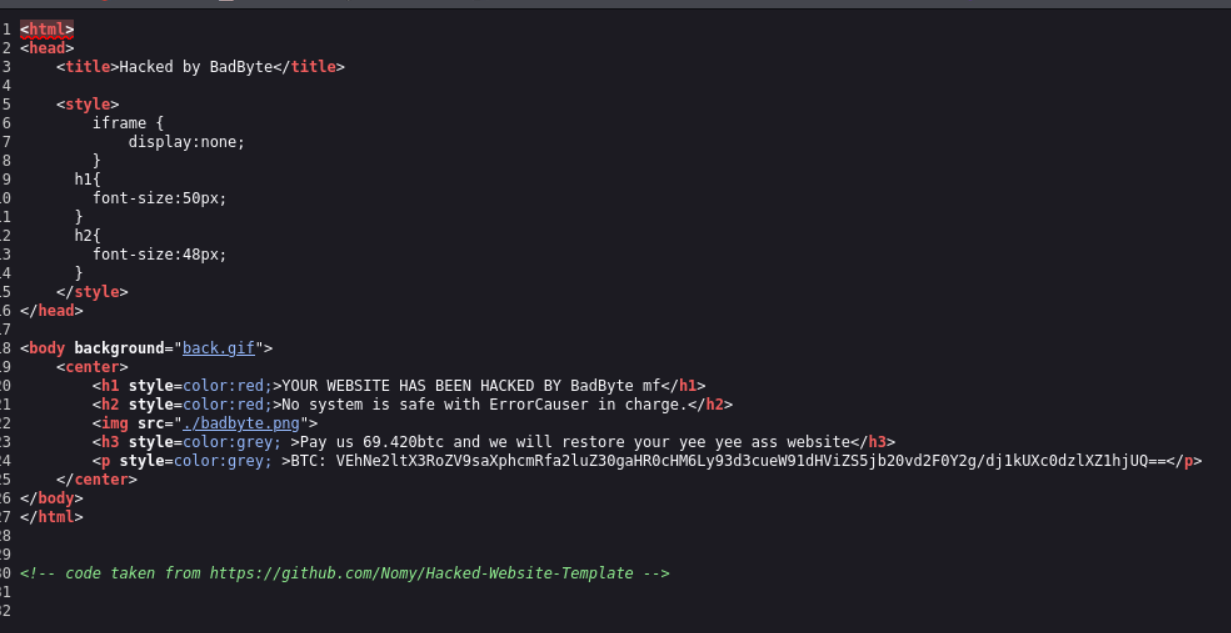 1 <html>
2 <head>
3 <title>Hacked by BadByte</title>
4
5 <style>
6 iframe {
7 display:none;
8 }
9 h1{
10 font-size:50px;
11 }
12 h2{
13 font-size:48px;
14 }
15 </style>
16 </head>
17
18 <body background="back.gif">
19 <center>
20 <h1 style=color:red;>YOUR WEBSITE HAS BEEN HACKED BY BadByte mf</h1>
21 <h2 style=color:red;>No system is safe with ErrorCauser in charge.</h2>
22 <img src="./badbyte.png">
23 <h3 style=color:grey; >Pay us 69.420btc and we will restore your yee yee ass website</h3>
24 <p style=color:grey; >BTC: VEhNe2ltX3RoZV9saXphcmRfa2luZ30gaHR0cHM6Ly93d3cueW91dHViZS5jb20vd2F0Y2g/dj1kUXc0dzlXZ1hjUQ==</p>
25 </center>
26 </body>
27 </html>
28
29
30 <!-- code taken from https://github.com/Nomy/Hacked-Website-Template -->
31
32